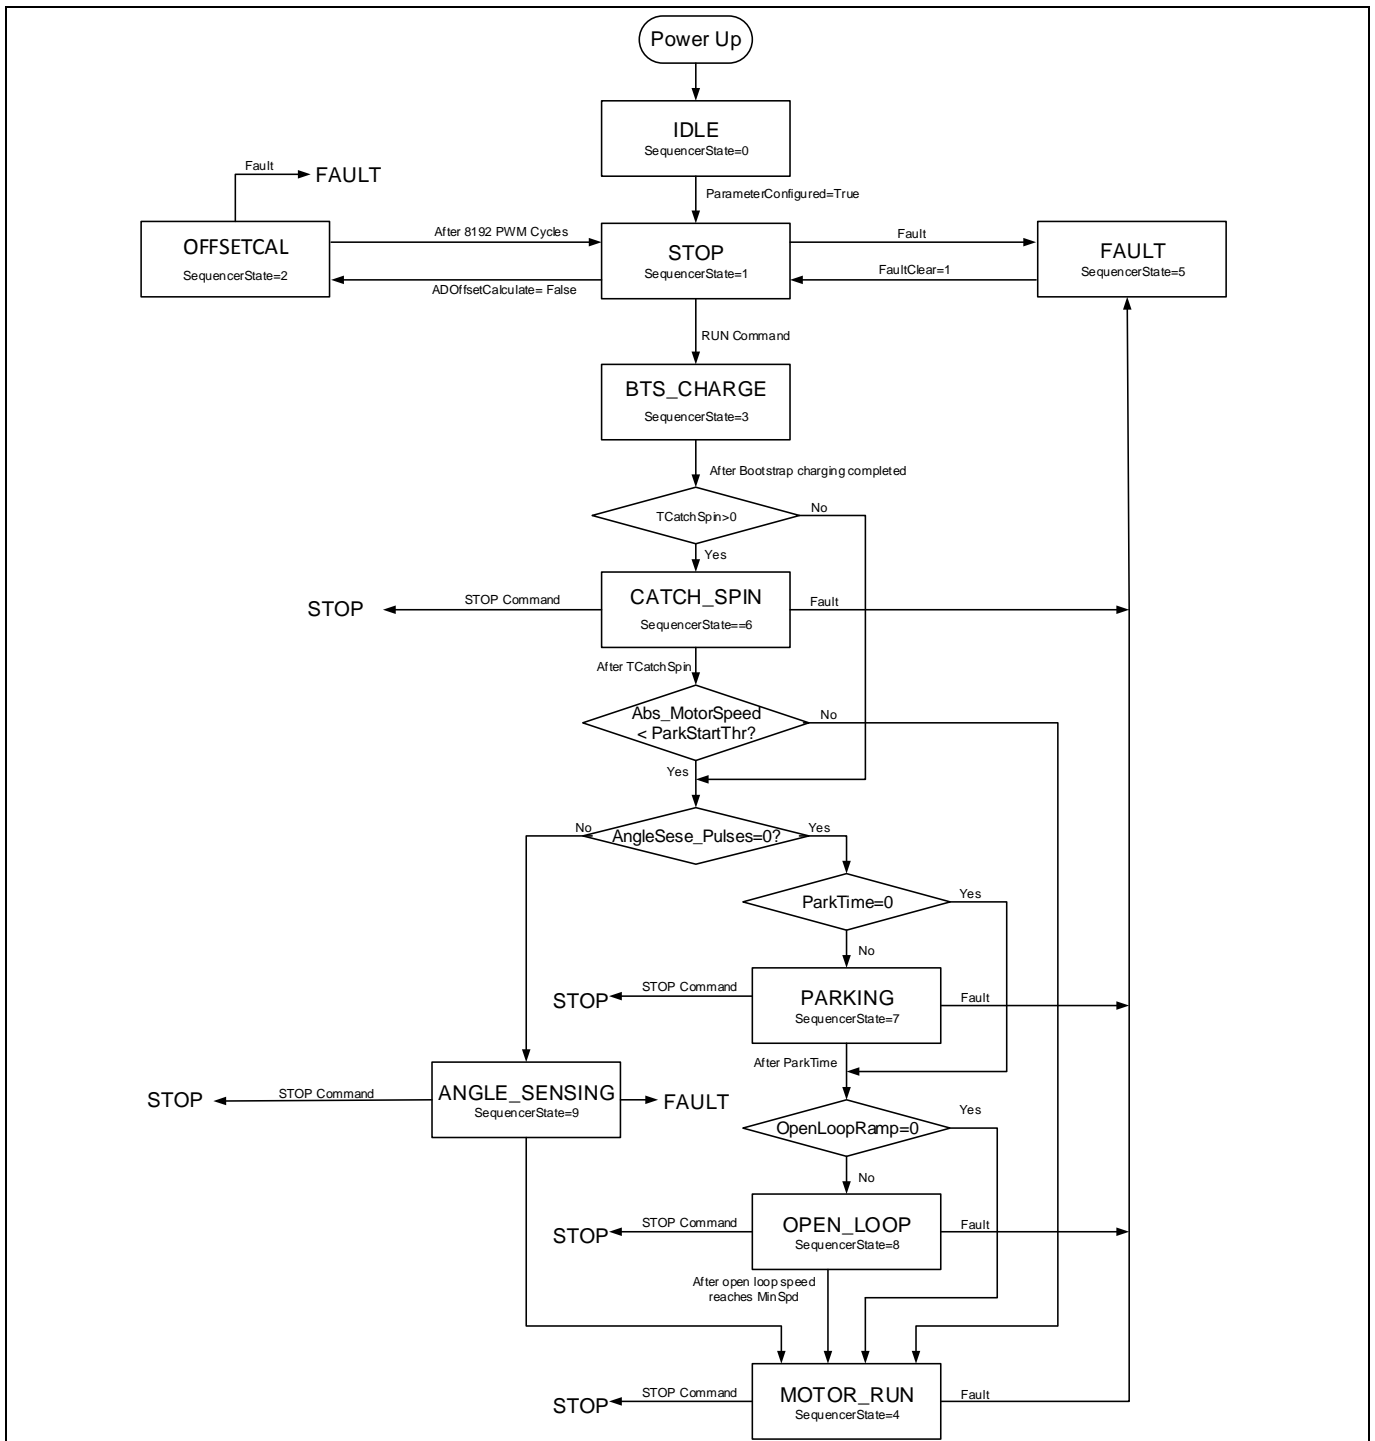 Power Up
IDLE
SequencerState=0
Fault
FAULT
ParameterConfigured=True
OFFSETCAL
SequencerState=2
After 8192 PWM Cycles
ADOffsetCalculate= False
STOP
SequencerState=1
Fault
FaultClear=1
FAULT
SequencerState=5
RUN Command
BTS_CHARGE
SequencerState=3
After Bootstrap charging completed
TCatchSpin>0
No
Yes
STOP
STOP Command
CATCH_SPIN
SequencerState==6
Fault
After TCatchSpin
Abs_MotorSpeed
< ParkStartThr?
No
Yes
No
AngleSese_Pulses=0?
Yes
ParkTime=0
Yes
No
STOP
STOP Command
PARKING
SequencerState=7
Fault
After ParkTime
STOP
STOP Command
ANGLE_SENSING
SequencerState=9
FAULT
OpenLoopRamp=0
Yes
No
STOP
STOP Command
OPEN_LOOP
SequencerState=8
Fault
After open loop speed
reaches MinSpd
STOP
STOP Command
MOTOR_RUN
SequencerState=4
Fault